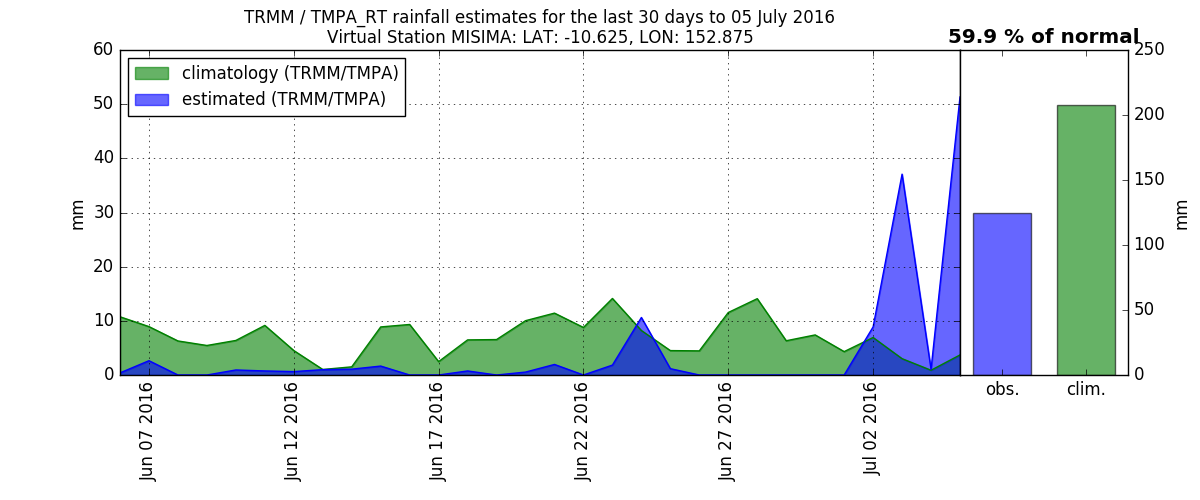 TRMM / TMPA_RT rainfall estimates for the last 30 days to 05 July 2016
Virtual Station MISIMA: LAT: -10.625, LON: 152.875
59.9 % of normal
climatology (TRMM/TMPA)
estimated (TRMM/TMPA)
60
50
40
30
20
10
0
mm
Jun 07 2016
Jun 12 2016
Jun 17 2016
Jun 22 2016
Jun 27 2016
Jul 02 2016
250
200
150
100
50
0
mm
obs.
clim.